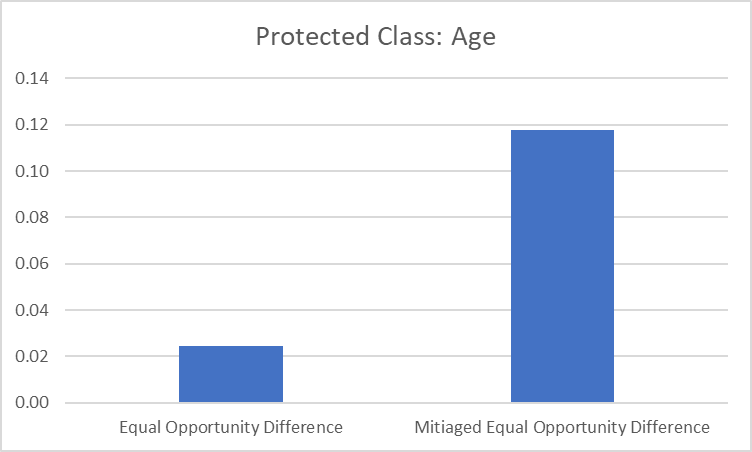 Protected Class: Age
0.14
0.12
0.10
0.08
0.06
0.04
0.02
0.00
Equal Opportunity Difference
Mitiaged Equal Opportunity Difference